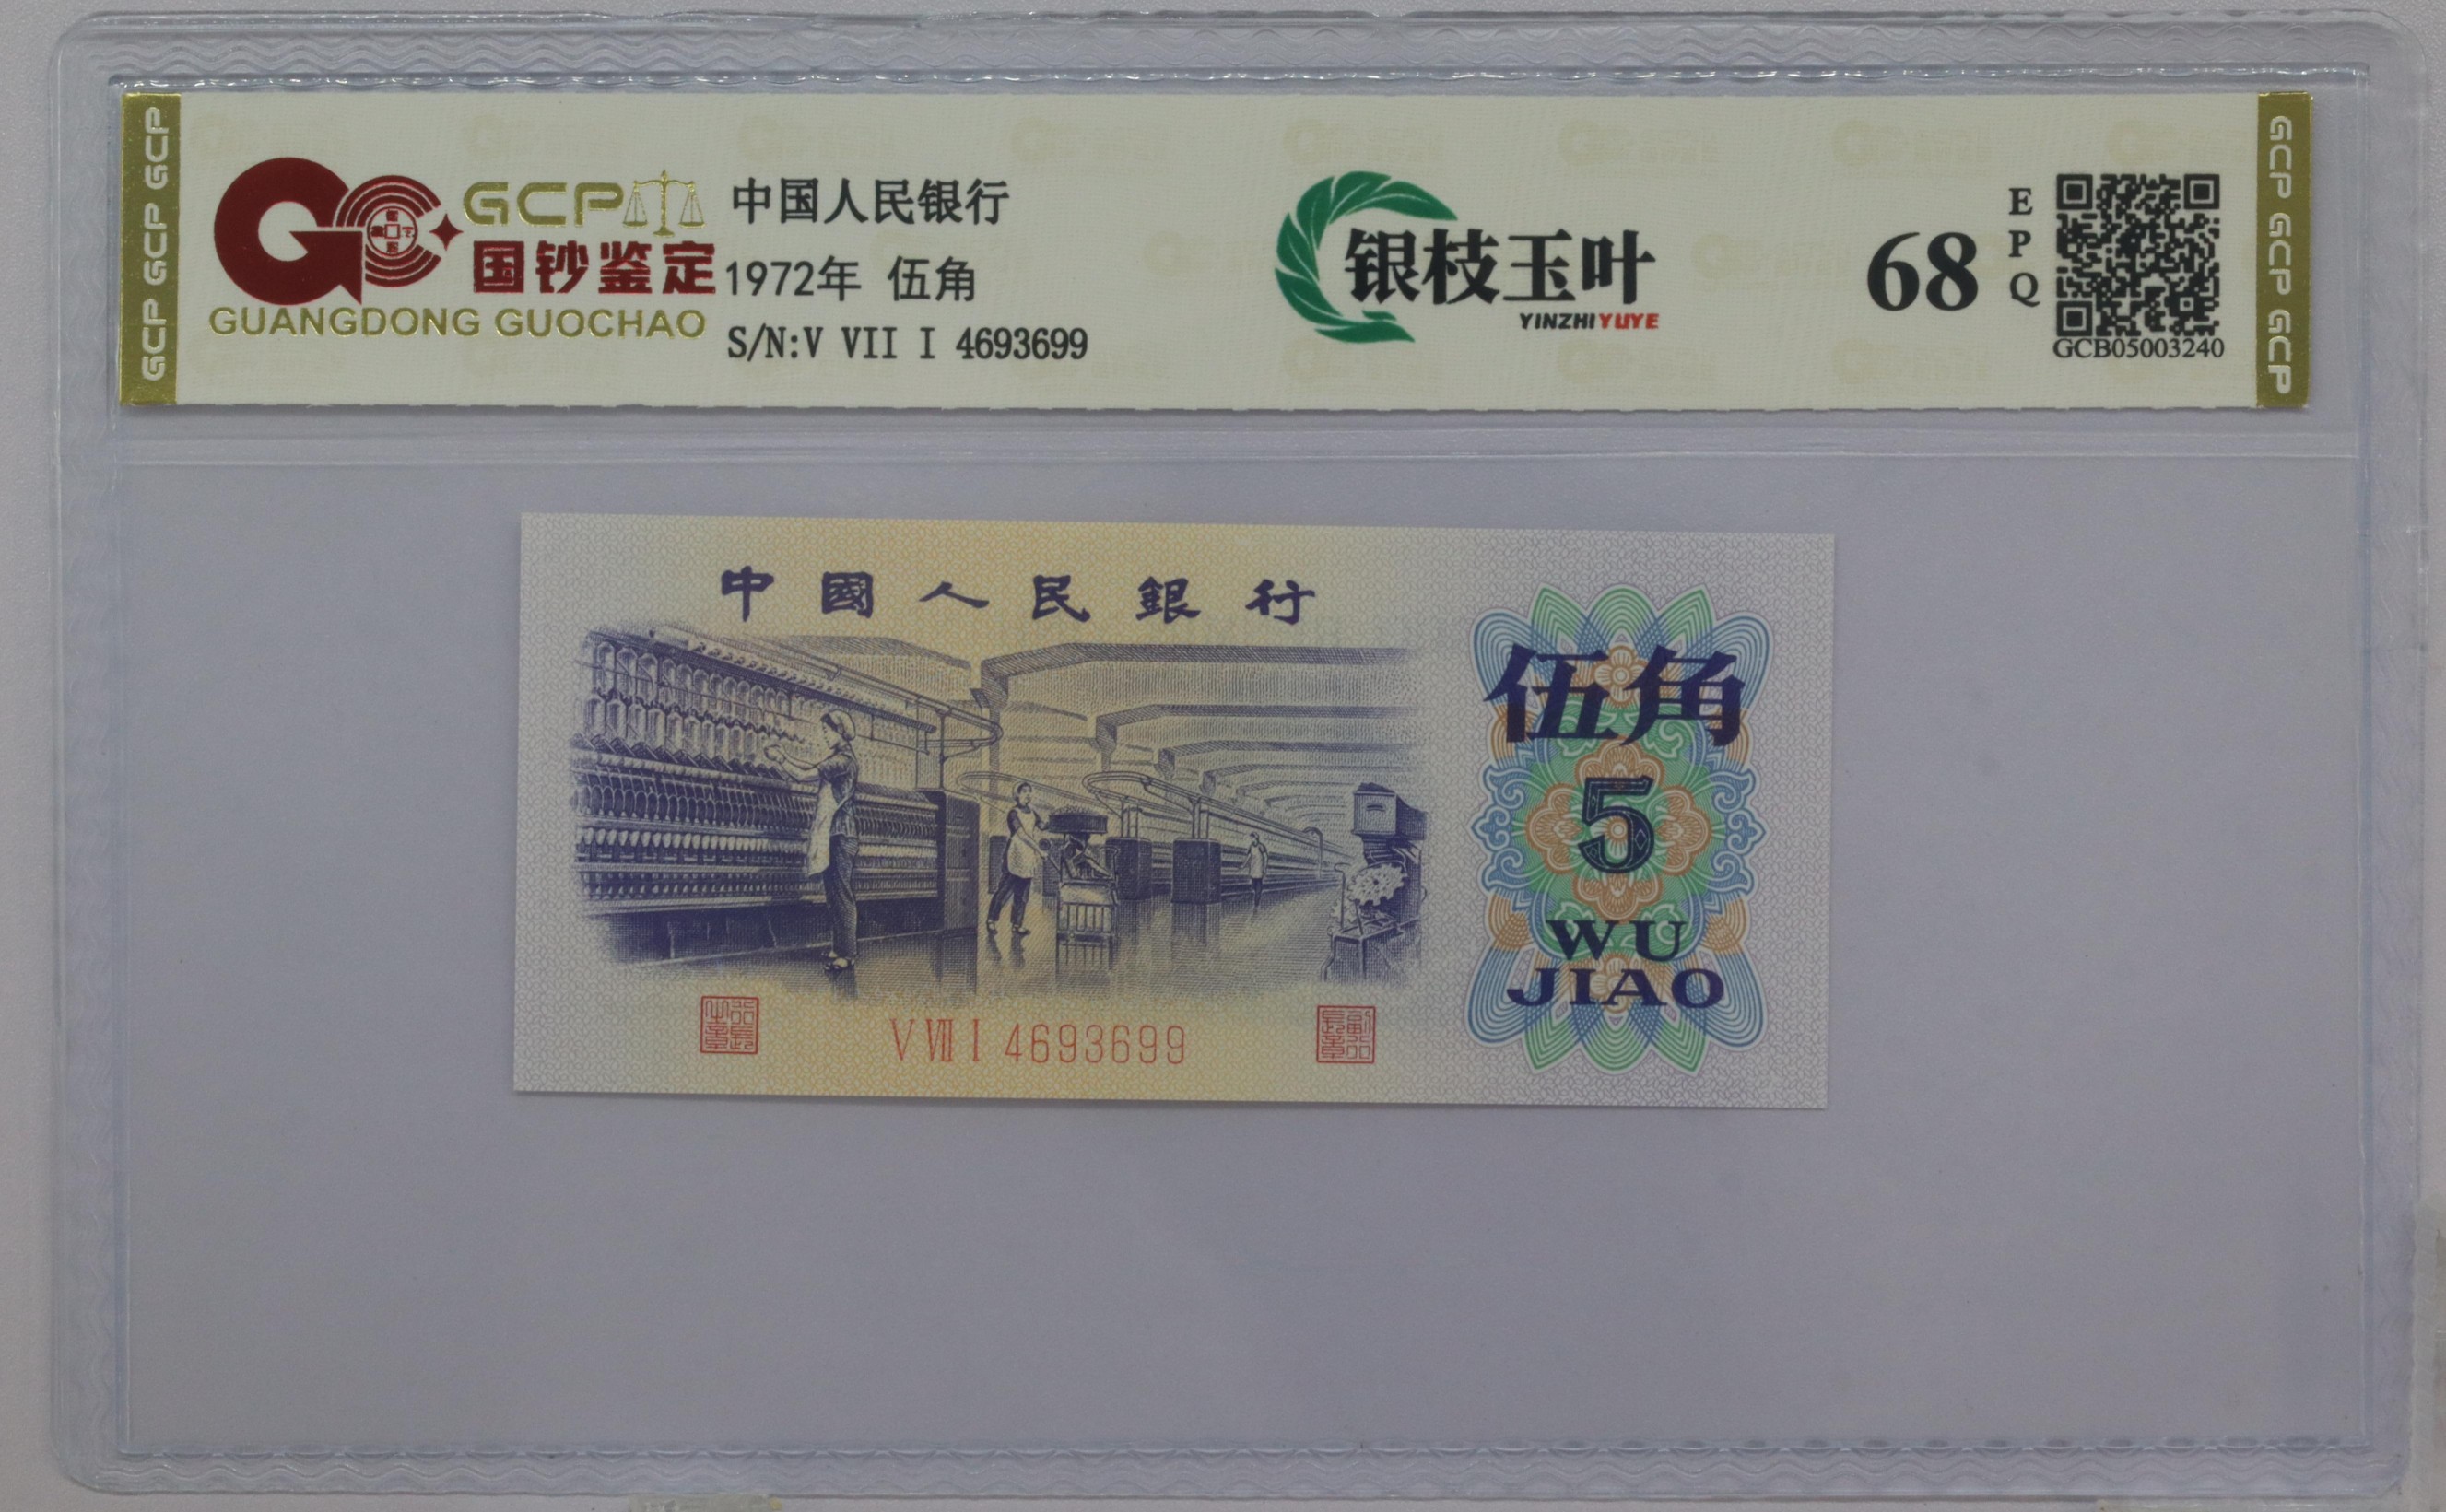 GCP GCP GCP
GCP
国钞鉴定
GUANGDONG GUOCHAO
中国人民银行
1972年 伍角
S/N:V VII I 4693699
银枝玉叶
YINZHIYUYE
68
EPQ
GCB05003240
GCP GCP GCP
中國人民銀行
伍角
5
WU
JIAO
V VII I 4693699